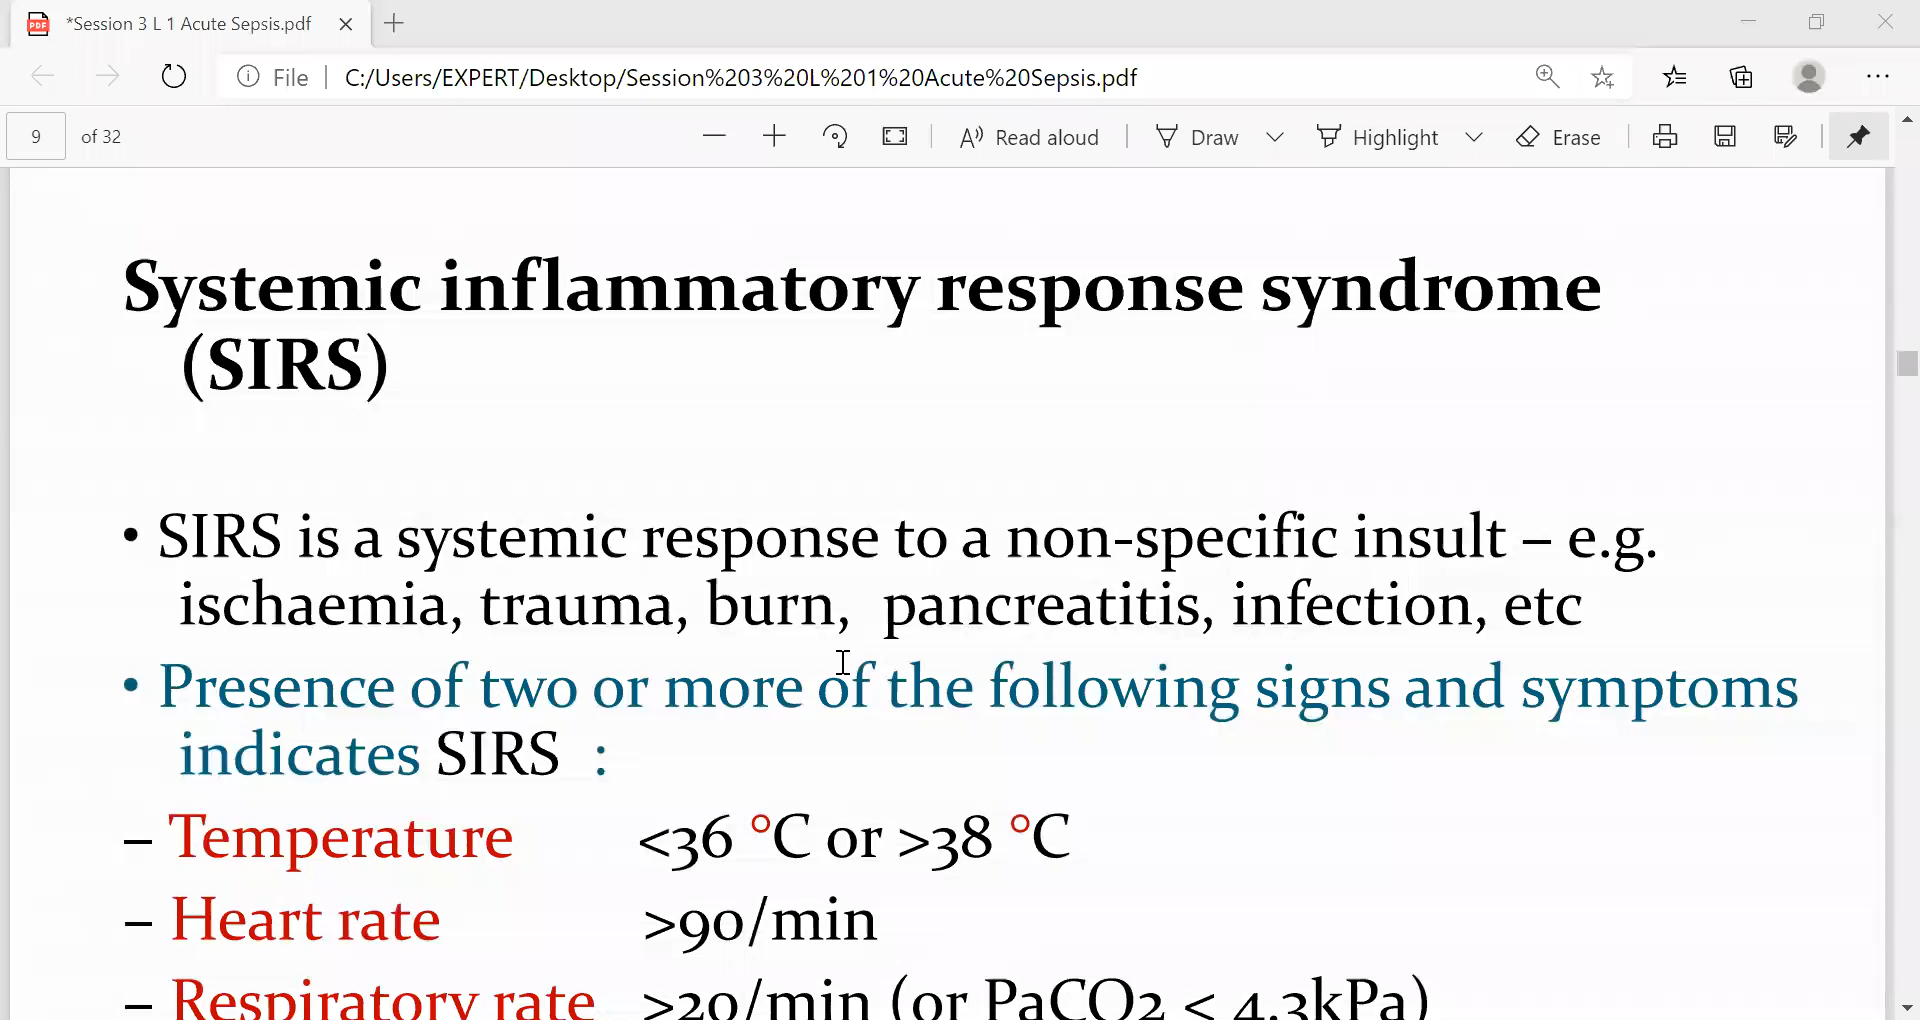 *Session 3 L 1 Acute Sepsis.pdf
File | C:/Users/EXPERT/Desktop/Session%203%20L%201%20Acute%20Sepsis.pdf
9 of 32 Read aloud Draw Highlight Erase
Systemic inflammatory response syndrome
(SIRS)
• SIRS is a systemic response to a non-specific insult – e.g.
ischaemia, trauma, burn, pancreatitis, infection, etc
• Presence of two or more of the following signs and symptoms
indicates SIRS :
– Temperature <36 °C or >38 °C
– Heart rate >90/min
– Respiratory rate >20/min (or PaCO2 < 4.3kPa)